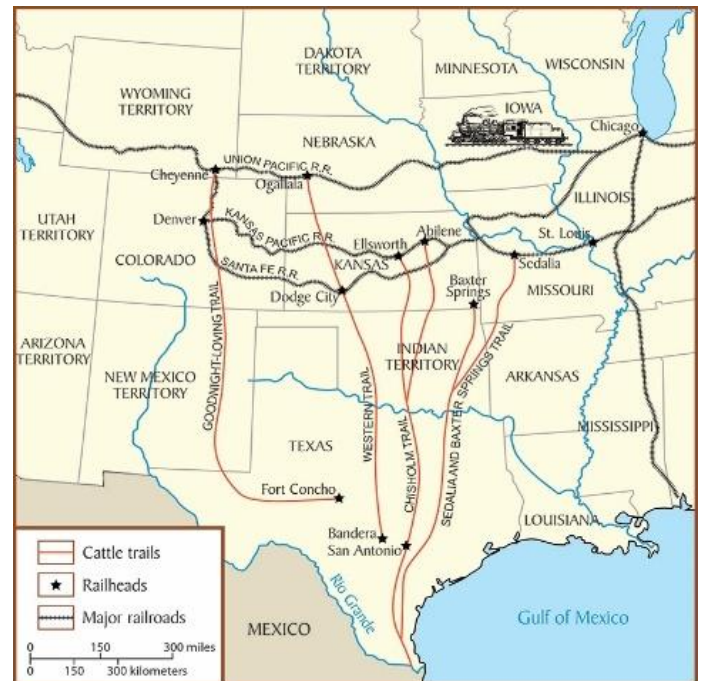 DAKOTA
TERRITORY
MINNESOTA
WISCONSIN
WYOMING
TERRITORY
IOWA
Chicago
NEBRASKA
UNION PACIFIC R.R.
Cheyenne
Ogallala
ILLINOIS
UTAH
TERRITORY
Denver
KANSAS PACIFIC R.R.
Ellsworth
Abilene
St. Louis
COLORADO
SANTA FE R.R.
KANSAS
Sedalia
Dodge City
Baxter
Springs
MISSOURI
ARIZONA
TERRITORY
NEW MEXICO
TERRITORY
GOODNIGHT-LOVING TRAIL
INDIAN
TERRITORY
ARKANSAS
WESTERN TRAIL
CHISHOLM TRAIL
SEDALIA AND BAXTER SPRINGS TRAIL
MISSISSIPPI
TEXAS
Fort Concho
LOUISIANA
Bandera
San Antonio
Rio Grande
MEXICO
Gulf of Mexico
Cattle trails
Railheads
Major railroads
0 150 300 miles
0 150 300 kilometers